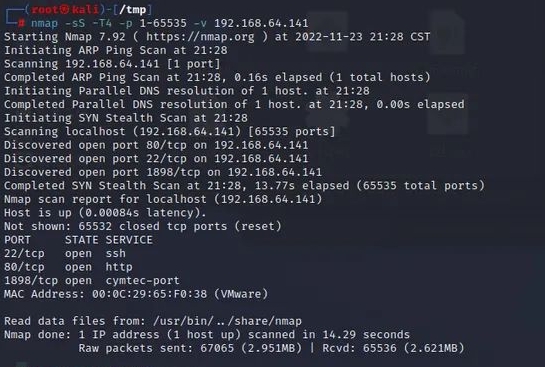 ┌──(root㉿kali)-[/tmp]
└─# nmap -sS -T4 -p 1-65535 -v 192.168.64.141
Starting Nmap 7.92 ( https://nmap.org ) at 2022-11-23 21:28 CST
Initiating ARP Ping Scan at 21:28
Scanning 192.168.64.141 [1 port]
Completed ARP Ping Scan at 21:28, 0.16s elapsed (1 total hosts)
Initiating Parallel DNS resolution of 1 host. at 21:28
Completed Parallel DNS resolution of 1 host. at 21:28, 0.00s elapsed
Initiating SYN Stealth Scan at 21:28
Scanning localhost (192.168.64.141) [65535 ports]
Discovered open port 80/tcp on 192.168.64.141
Discovered open port 22/tcp on 192.168.64.141
Discovered open port 1898/tcp on 192.168.64.141
Completed SYN Stealth Scan at 21:28, 13.77s elapsed (65535 total ports)
Nmap scan report for localhost (192.168.64.141)
Host is up (0.00084s latency).
Not shown: 65532 closed tcp ports (reset)
PORT     STATE SERVICE
22/tcp   open  ssh
80/tcp   open  http
1898/tcp open  cymtec-port
MAC Address: 00:0C:29:65:F0:38 (VMware)

Read data files from: /usr/bin/../share/nmap
Nmap done: 1 IP address (1 host up) scanned in 14.29 seconds
           Raw packets sent: 67065 (2.951MB) | Rcvd: 65536 (2.621MB)